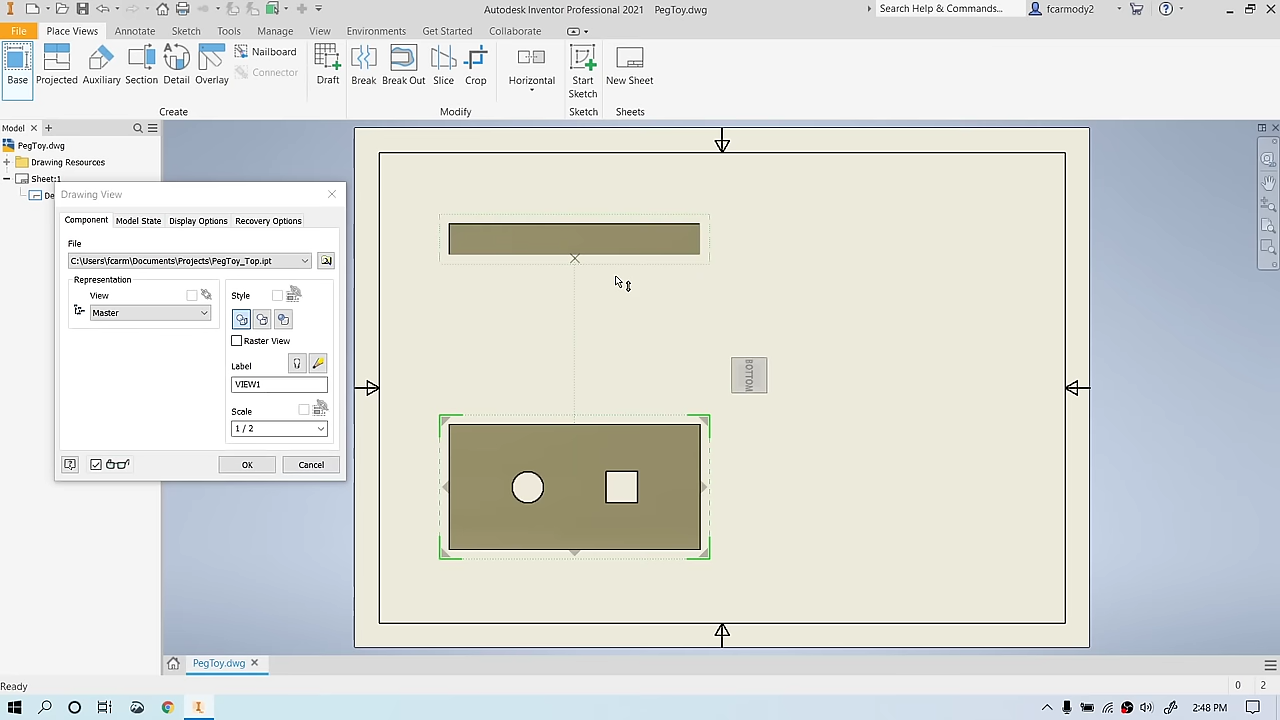 Autodesk Inventor Professional 2021 PegToy.dwg
Search Help & Commands...
fcarmody2
File Place Views Annotate Sketch Tools Manage View Environments Get Started Collaborate
Base Projected Auxiliary Section Detail Overlay
Nailboard
Connector
Draft Break Break Out Slice Crop Horizontal Start Sketch New Sheet
Create Modify Sketch Sheets
Model
PegToy.dwg
Drawing Resources
Sheet:1
De
Drawing View
Component Model State Display Options Recovery Options
File
C:\Users\fcarm\Documents\Projects\PegToy_Top.ipt
Representation
View
Master
Style
Raster View
Label
VIEW1
Scale
1 / 2
OK Cancel
BOTTOM
PegToy.dwg
Ready
0 2
2:48 PM